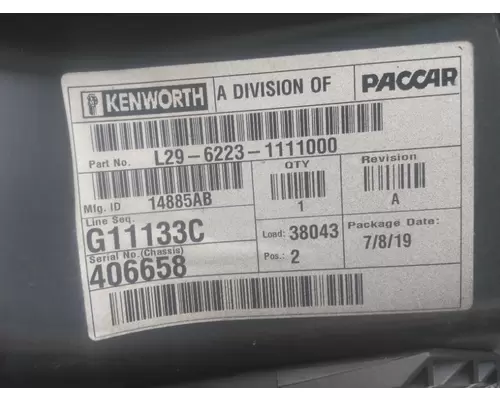 KENWORTH A DIVISION OF PACCAR
Part No. L29-6223-1111000
Mfg. ID 14885AB
QTY
1
Revision
A
Line Seq.
G11133C
Serial No.(Chassis)
406658
Load: 38043
Pos.: 2
Package Date:
7/8/19